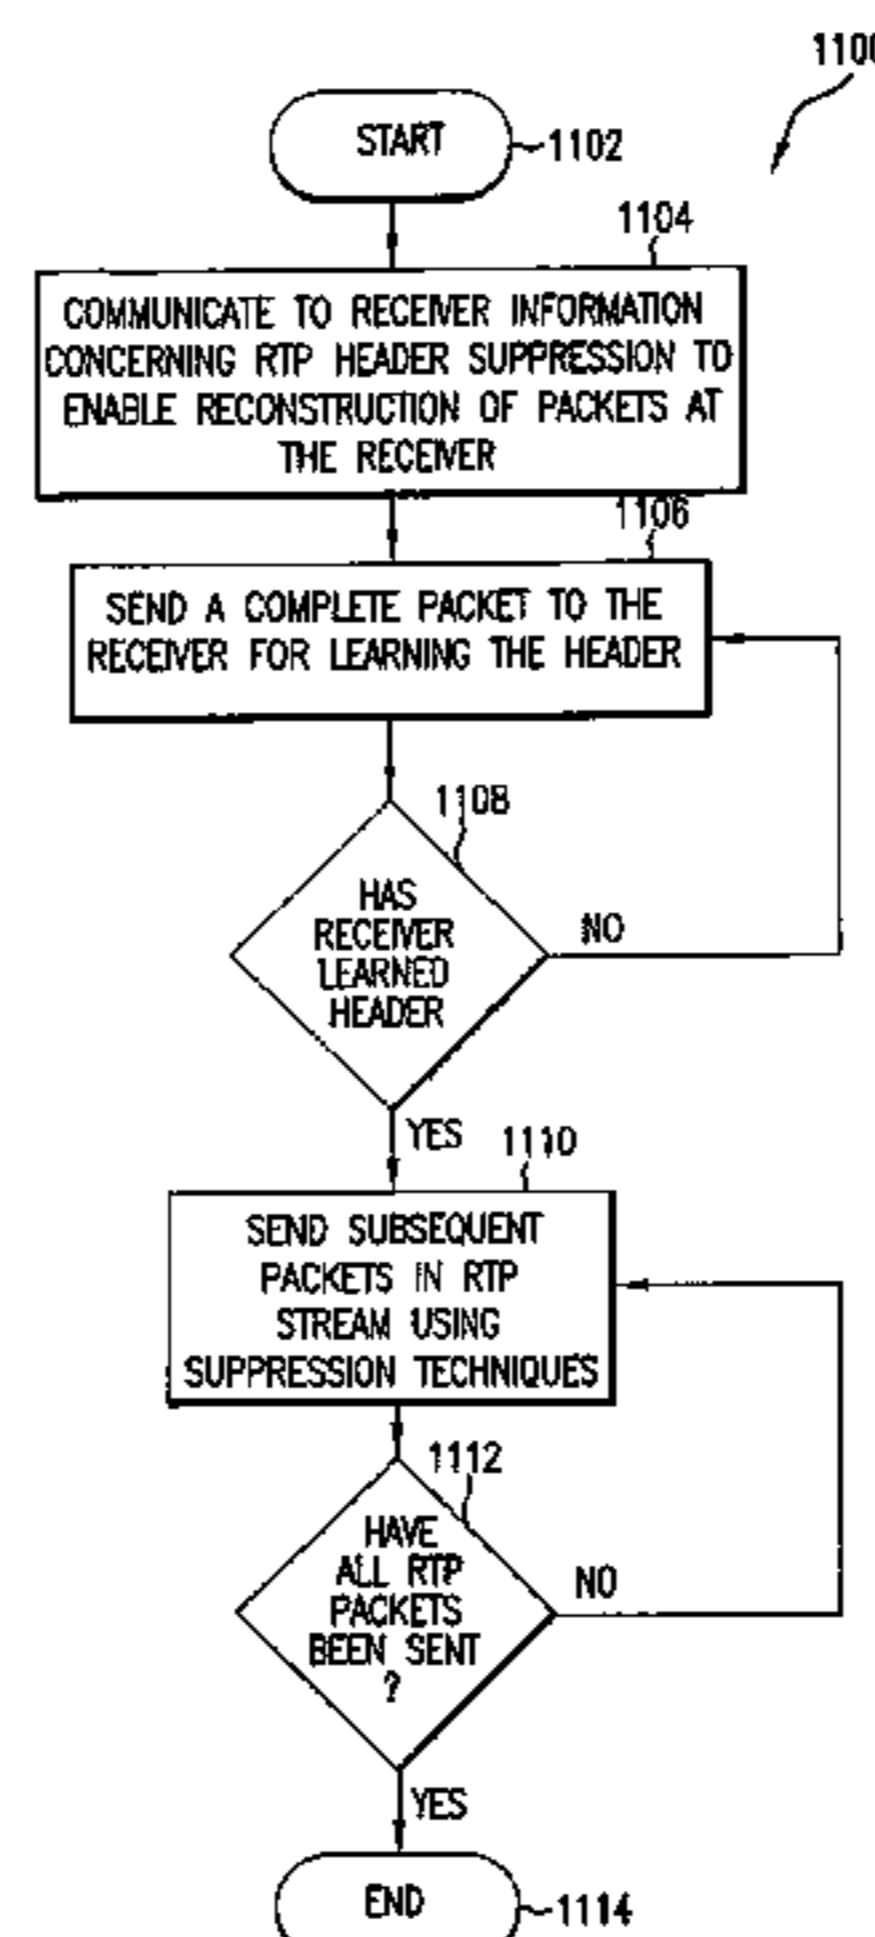 1100
START
1102
1104
COMMUNICATE TO RECEIVER INFORMATION
CONCERNING RTP HEADER SUPPRESSION TO
ENABLE RECONSTRUCTION OF PACKETS AT
THE RECEIVER
1106
SEND A COMPLETE PACKET TO THE
RECEIVER FOR LEARNING THE HEADER
1108
HAS
RECEIVER
LEARNED
HEADER
NO
YES
1110
SEND SUBSEQUENT
PACKETS IN RTP
STREAM USING
SUPPRESSION TECHNIQUES
1112
HAVE
ALL RTP
PACKETS
BEEN SENT
?
NO
YES
END
1114